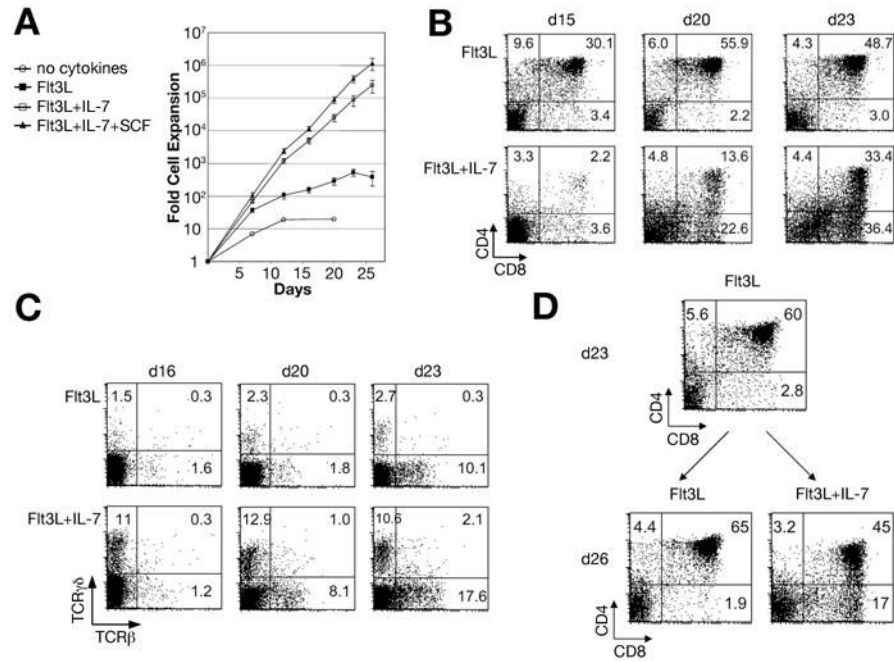 A
no cytokines
Flt3L
Flt3L+IL-7
Flt3L+IL-7+SCF
Fold Cell Expansion
10⁷
10⁶
10⁵
10⁴
10³
10²
10
1
5 10 15 20 25
Days
B
d15 d20 d23
Flt3L
9.6 30.1 6.0 55.9 4.3 48.7
3.4 2.2 3.0
Flt3L+IL-7
3.3 2.2 4.8 13.6 4.4 33.4
3.6 22.6 36.4
CD4
CD8
C
d16 d20 d23
Flt3L
1.5 0.3 2.3 0.3 2.7 0.3
1.6 1.8 10.1
Flt3L+IL-7
11 0.3 12.9 1.0 10.6 2.1
1.2 8.1 17.6
TCRγδ
TCRβ
D
Flt3L
d23
5.6 60
2.8
CD4
CD8
Flt3L Flt3L+IL-7
d26
4.4 65 3.2 45
1.9 17
CD4
CD8